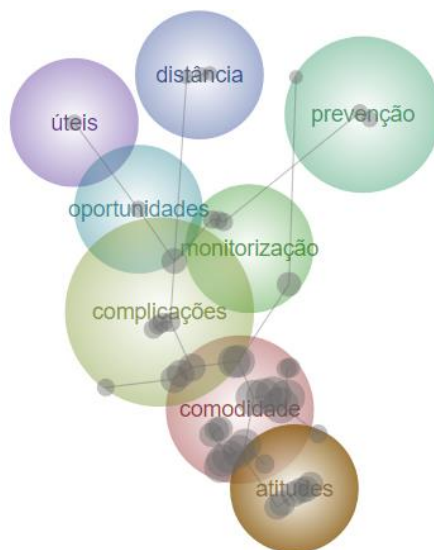 distância
prevenção
úteis
oportunidades
monitorização
complicações
comodidade
atitudes